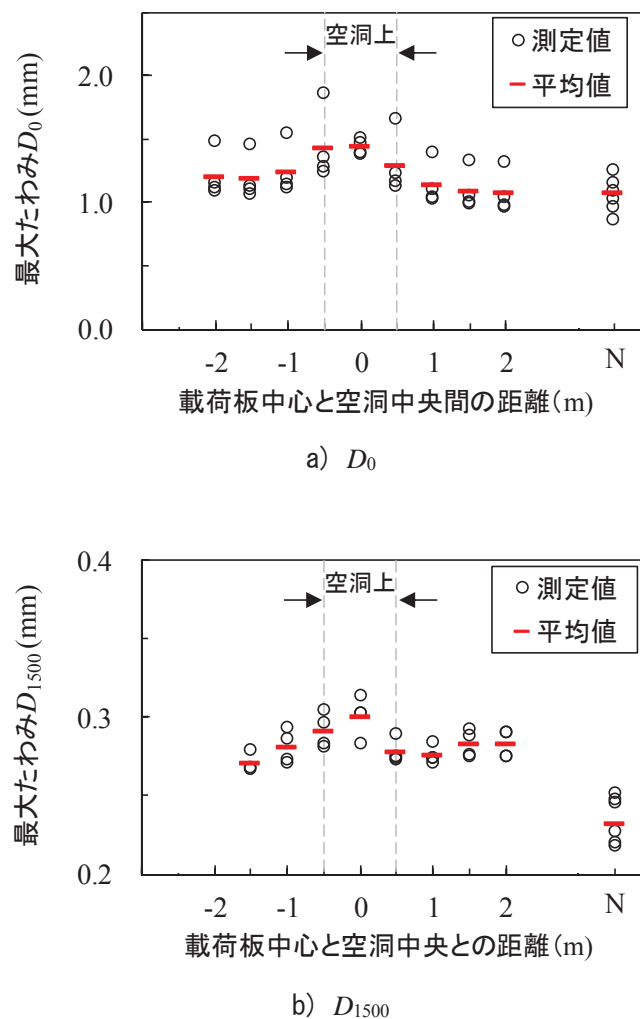 空洞上
測定値
平均値
最大たわみD0(mm)
2.0
1.0
0.0
-2 -1 0 1 2 N
載荷板中心と空洞中央間の距離(m)
a) D0
空洞上
測定値
平均値
最大たわみD1500(mm)
0.4
0.3
0.2
-2 -1 0 1 2 N
載荷板中心と空洞中央との距離(m)
b) D1500